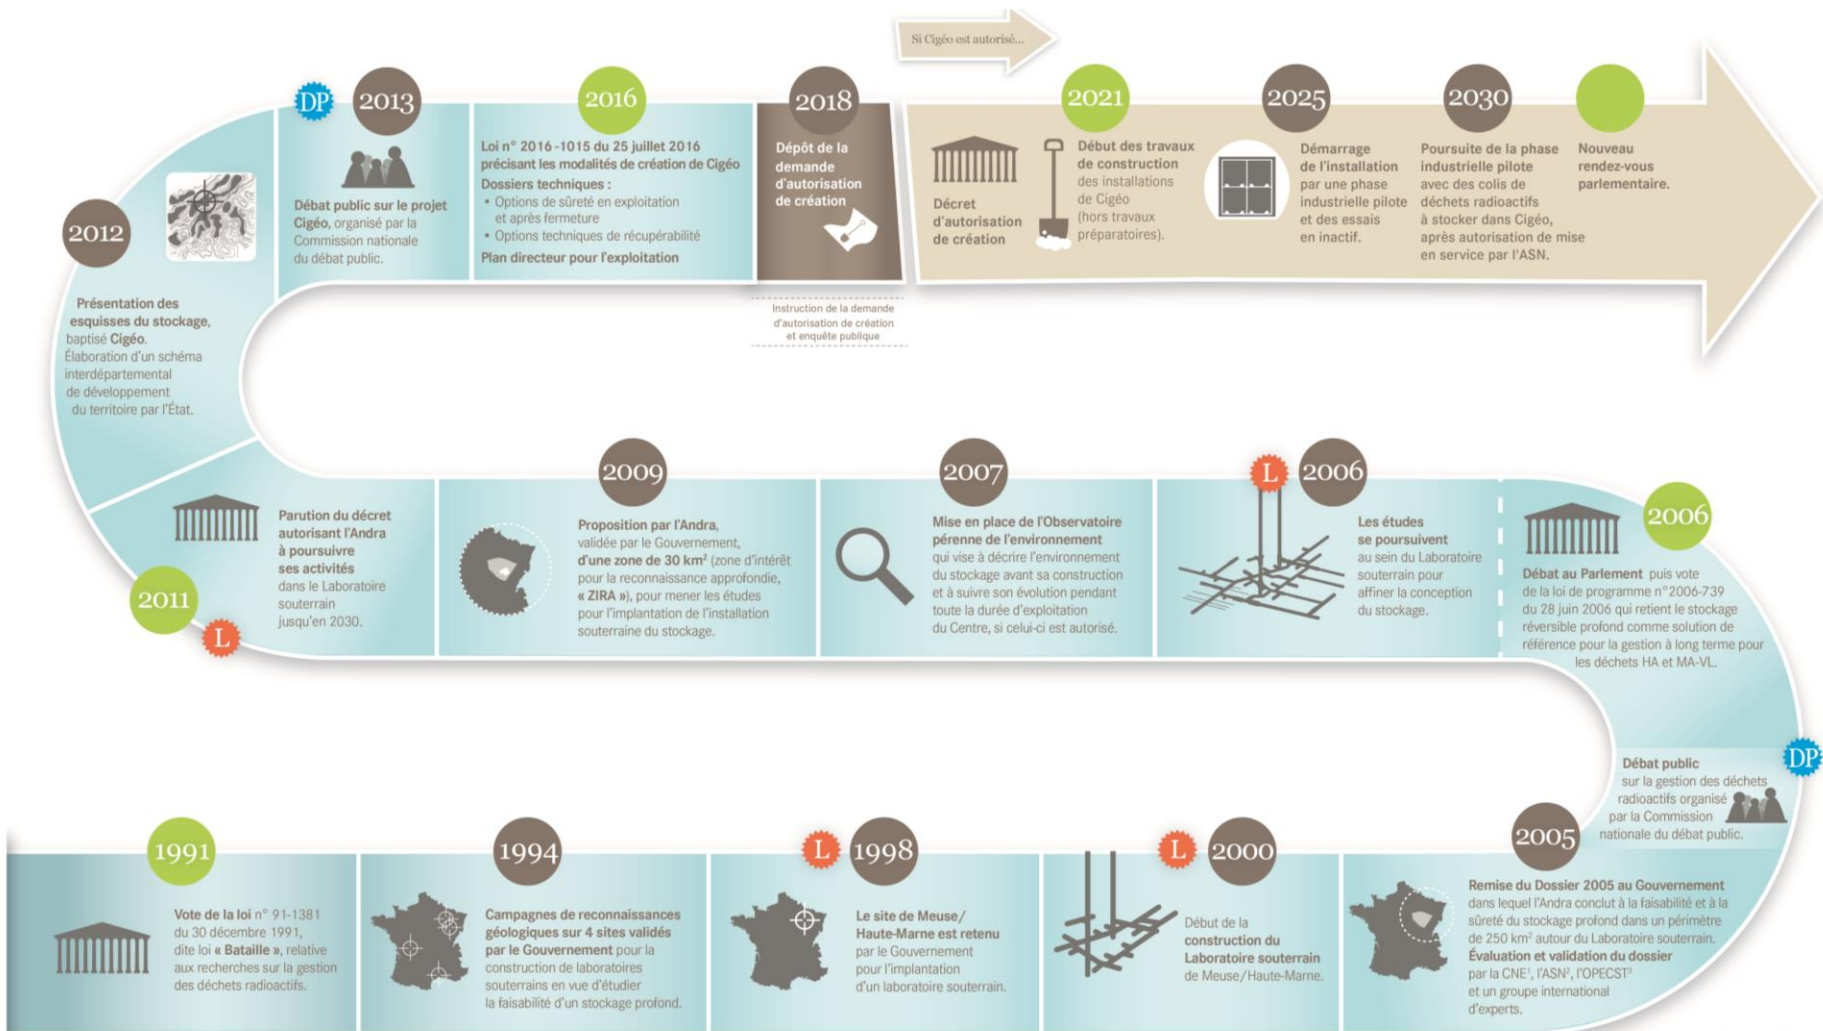 Si Cigéo est autorisé...
DP
2013
2016
2018
2021
2025
2030
2012
Présentation des
esquisses du stockage,
baptisé Cigéo.
Élaboration d'un schéma
interdépartemental
de développement
du territoire par l'État.
Débat public sur le projet
Cigéo, organisé par la
Commission nationale
du débat public.
Loi n° 2016 -1015 du 25 juillet 2016
précisant les modalités de création de Cigéo
Dossiers techniques :
• Options de sûreté en exploitation
et après fermeture
• Options techniques de récupérabilité
Plan directeur pour l'exploitation
Dépôt de la
demande
d'autorisation
de création
Instruction de la demande
d'autorisation de création
et enquête publique
Décret
d'autorisation
de création
Début des travaux
de construction
des installations
de Cigéo
(hors travaux
préparatoires).
Démarrage
de l'installation
par une phase
industrielle pilote
et des essais
en inactif.
Poursuite de la phase
industrielle pilote
avec des colis de
déchets radioactifs
à stocker dans Cigéo,
après autorisation de mise
en service par l'ASN.
Nouveau
rendez-vous
parlementaire.
2011
L
Parution du décret
autorisant l'Andra
à poursuivre
ses activités
dans le Laboratoire
souterrain
jusqu'en 2030.
2009
Proposition par l'Andra,
validée par le Gouvernement,
d'une zone de 30 km² (zone d'intérêt
pour la reconnaissance approfondie,
« ZIRA »), pour mener les études
pour l'implantation de l'installation
souterraine du stockage.
2007
Mise en place de l'Observatoire
pérenne de l'environnement
qui vise à décrire l'environnement
du stockage avant sa construction
et à suivre son évolution pendant
toute la durée d'exploitation
du Centre, si celui-ci est autorisé.
L
2006
Les études
se poursuivent
au sein du Laboratoire
souterrain pour
affiner la conception
du stockage.
2006
Débat au Parlement puis vote
de la loi de programme n°2006-739
du 28 juin 2006 qui retient le stockage
réversible profond comme solution de
référence pour la gestion à long terme pour
les déchets HA et MA-VL.
DP
Débat public
sur la gestion des déchets
radioactifs organisé
par la Commission
nationale du débat public.
1991
Vote de la loi n° 91-1381
du 30 décembre 1991,
dite loi « Bataille », relative
aux recherches sur la gestion
des déchets radioactifs.
1994
Campagnes de reconnaissances
géologiques sur 4 sites validés
par le Gouvernement pour la
construction de laboratoires
souterrains en vue d'étudier
la faisabilité d'un stockage profond.
L
1998
Le site de Meuse/
Haute-Marne est retenu
par le Gouvernement
pour l'implantation
d'un laboratoire souterrain.
L
2000
Début de la
construction du
Laboratoire souterrain
de Meuse/Haute-Marne.
2005
Remise du Dossier 2005 au Gouvernement
dans lequel l'Andra conclut à la faisabilité et à la
sûreté du stockage profond dans un périmètre
de 250 km² autour du Laboratoire souterrain.
Évaluation et validation du dossier
par la CNE¹, l'ASN², l'OPECST³
et un groupe international
d'experts.